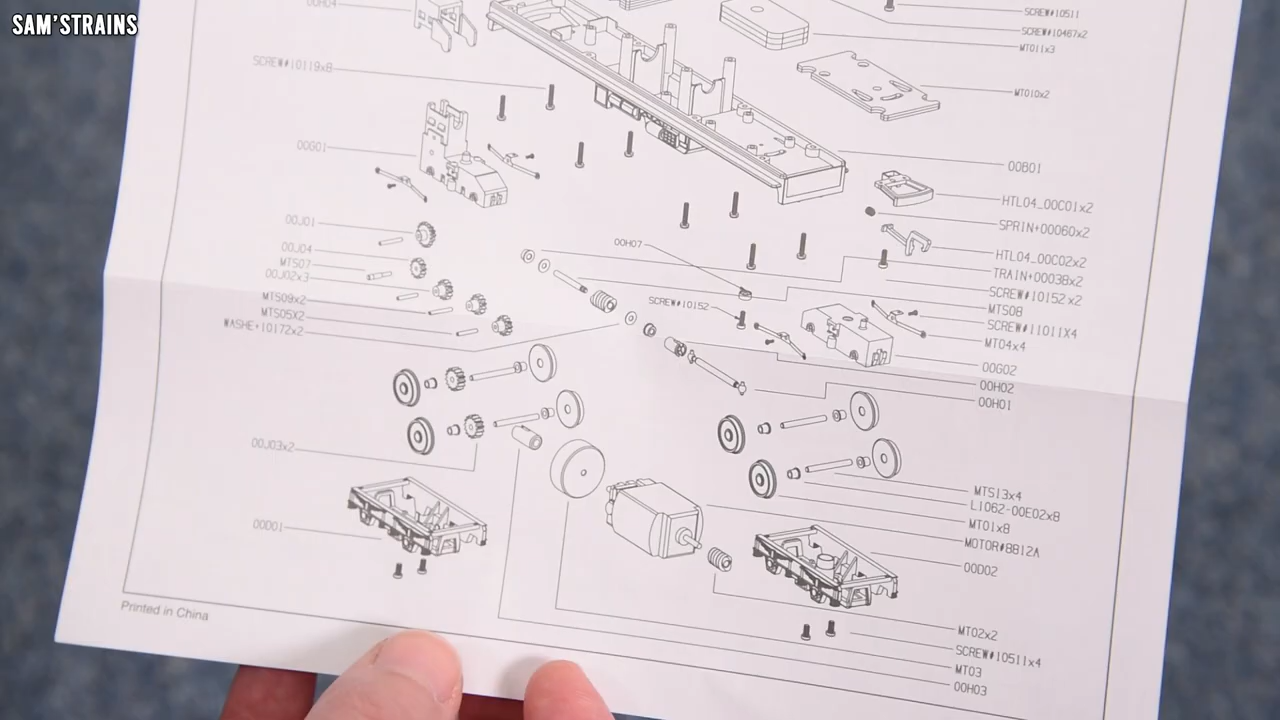 SAM'STRAINS
00H04
SCREW#10511
SCREW#10467x2
MT011x3
SCREW#10119x8
MT010x2
00G01
00B01
HTL04_00C01x2
SPRIN+00060x2
00J01
00H07
HTL04_00C02x2
00J04
TRAIN+00038x2
MTS07
SCREW#10152x2
00J02x3
MTS08
MTS09x2
SCREW#10152
SCREW#11011X4
MTS05X2
MT04x4
WASHE+10172x2
00G02
00H02
00H01
00J03x2
MTS13x4
L1062-00E02x8
MT01x8
00D01
MOTOR#8812A
00D02
Printed in China
MT02x2
SCREW#10511x4
MT03
00H03